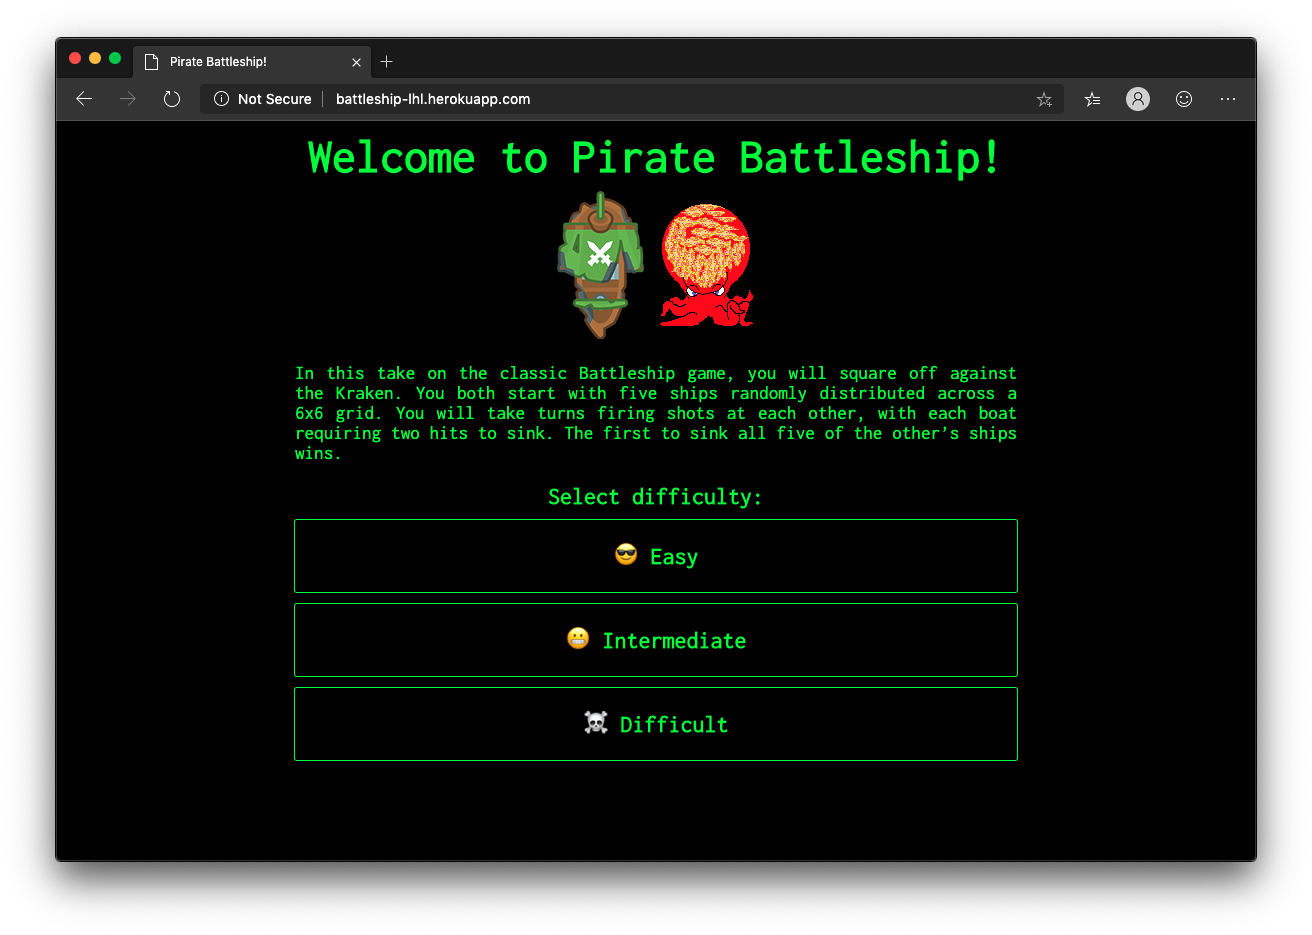 Pirate Battleship!
Not Secure
battleship-lhl.herokuapp.com
Welcome to Pirate Battleship!
In this take on the classic Battleship game, you will square off against
the Kraken. You both start with five ships randomly distributed across a
6x6 grid. You will take turns firing shots at each other, with each boat
requiring two hits to sink. The first to sink all five of the other’s ships
wins.
Select difficulty:
😎 Easy
😬 Intermediate
☠️ Difficult